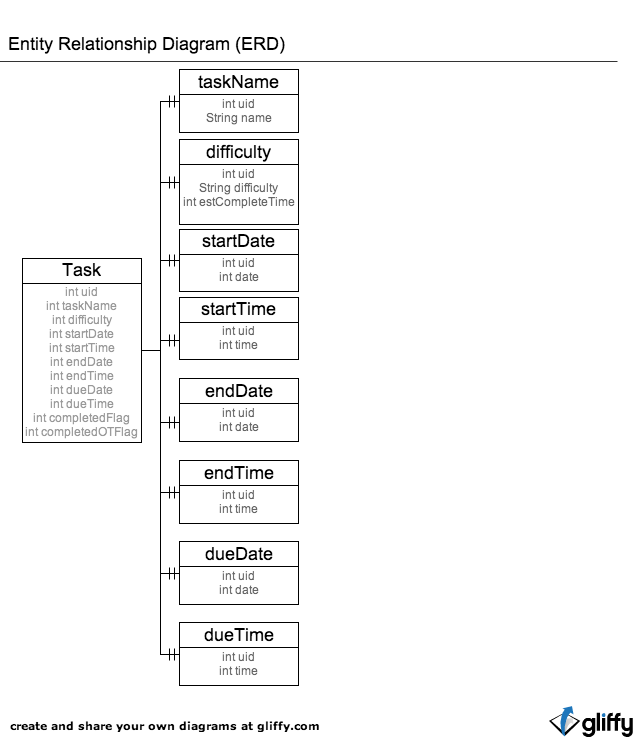 Entity Relationship Diagram (ERD)
taskName
int uid
String name
difficulty
int uid
String difficulty
int estCompleteTime
startDate
int uid
int date
Task
int uid
int taskName
int difficulty
int startDate
int startTime
int endDate
int endTime
int dueDate
int dueTime
int completedFlag
int completedOTFlag
startTime
int uid
int time
endDate
int uid
int date
endTime
int uid
int time
dueDate
int uid
int date
dueTime
int uid
int time
create and share your own diagrams at gliffy.com
gliffy